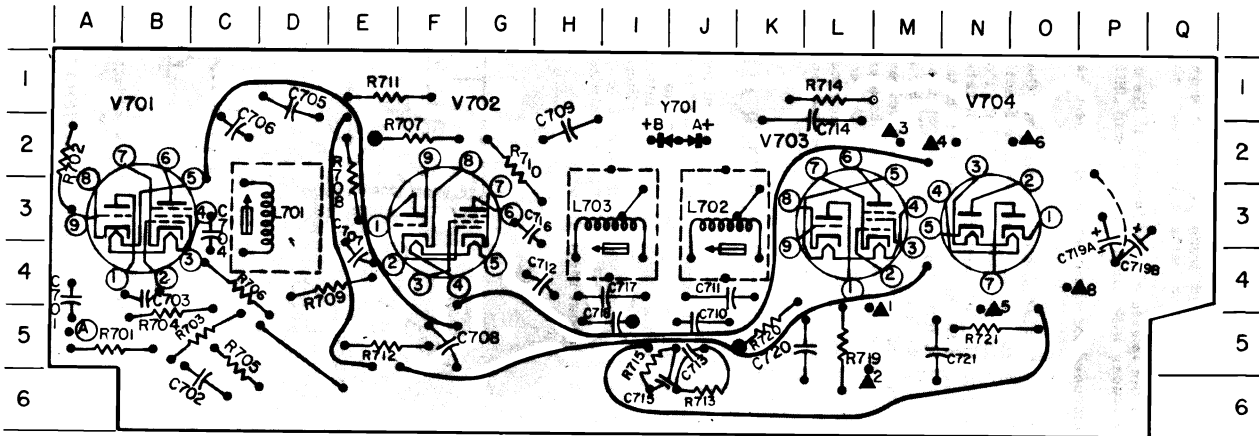 A B C D E F G H I J K L M N O P Q
1 R711 R714 1
V701 C705 V702 C709 Y701 V704
C706 R707 +B A+ C714 3 4 6
2 R702 V703 2
7 6 9 8 R710 6 3
8 5 R708 7 7 5 4 2
3 L701 L703 L702 8 4 3
9 4 C704 1 6 C716 9 5 1
C707 3 C719A + + C719B
4 1 2 3 R706 R709 2 3 4 5 C712 C717 C711 1 2 7 8 4
C701 C703 C718 C710 1 5
A R701 R704 R703 R720
5 R705 R712 C708 R715 C713 C720 R719 C721 R721 5
C702 C715 R713 2
6 6